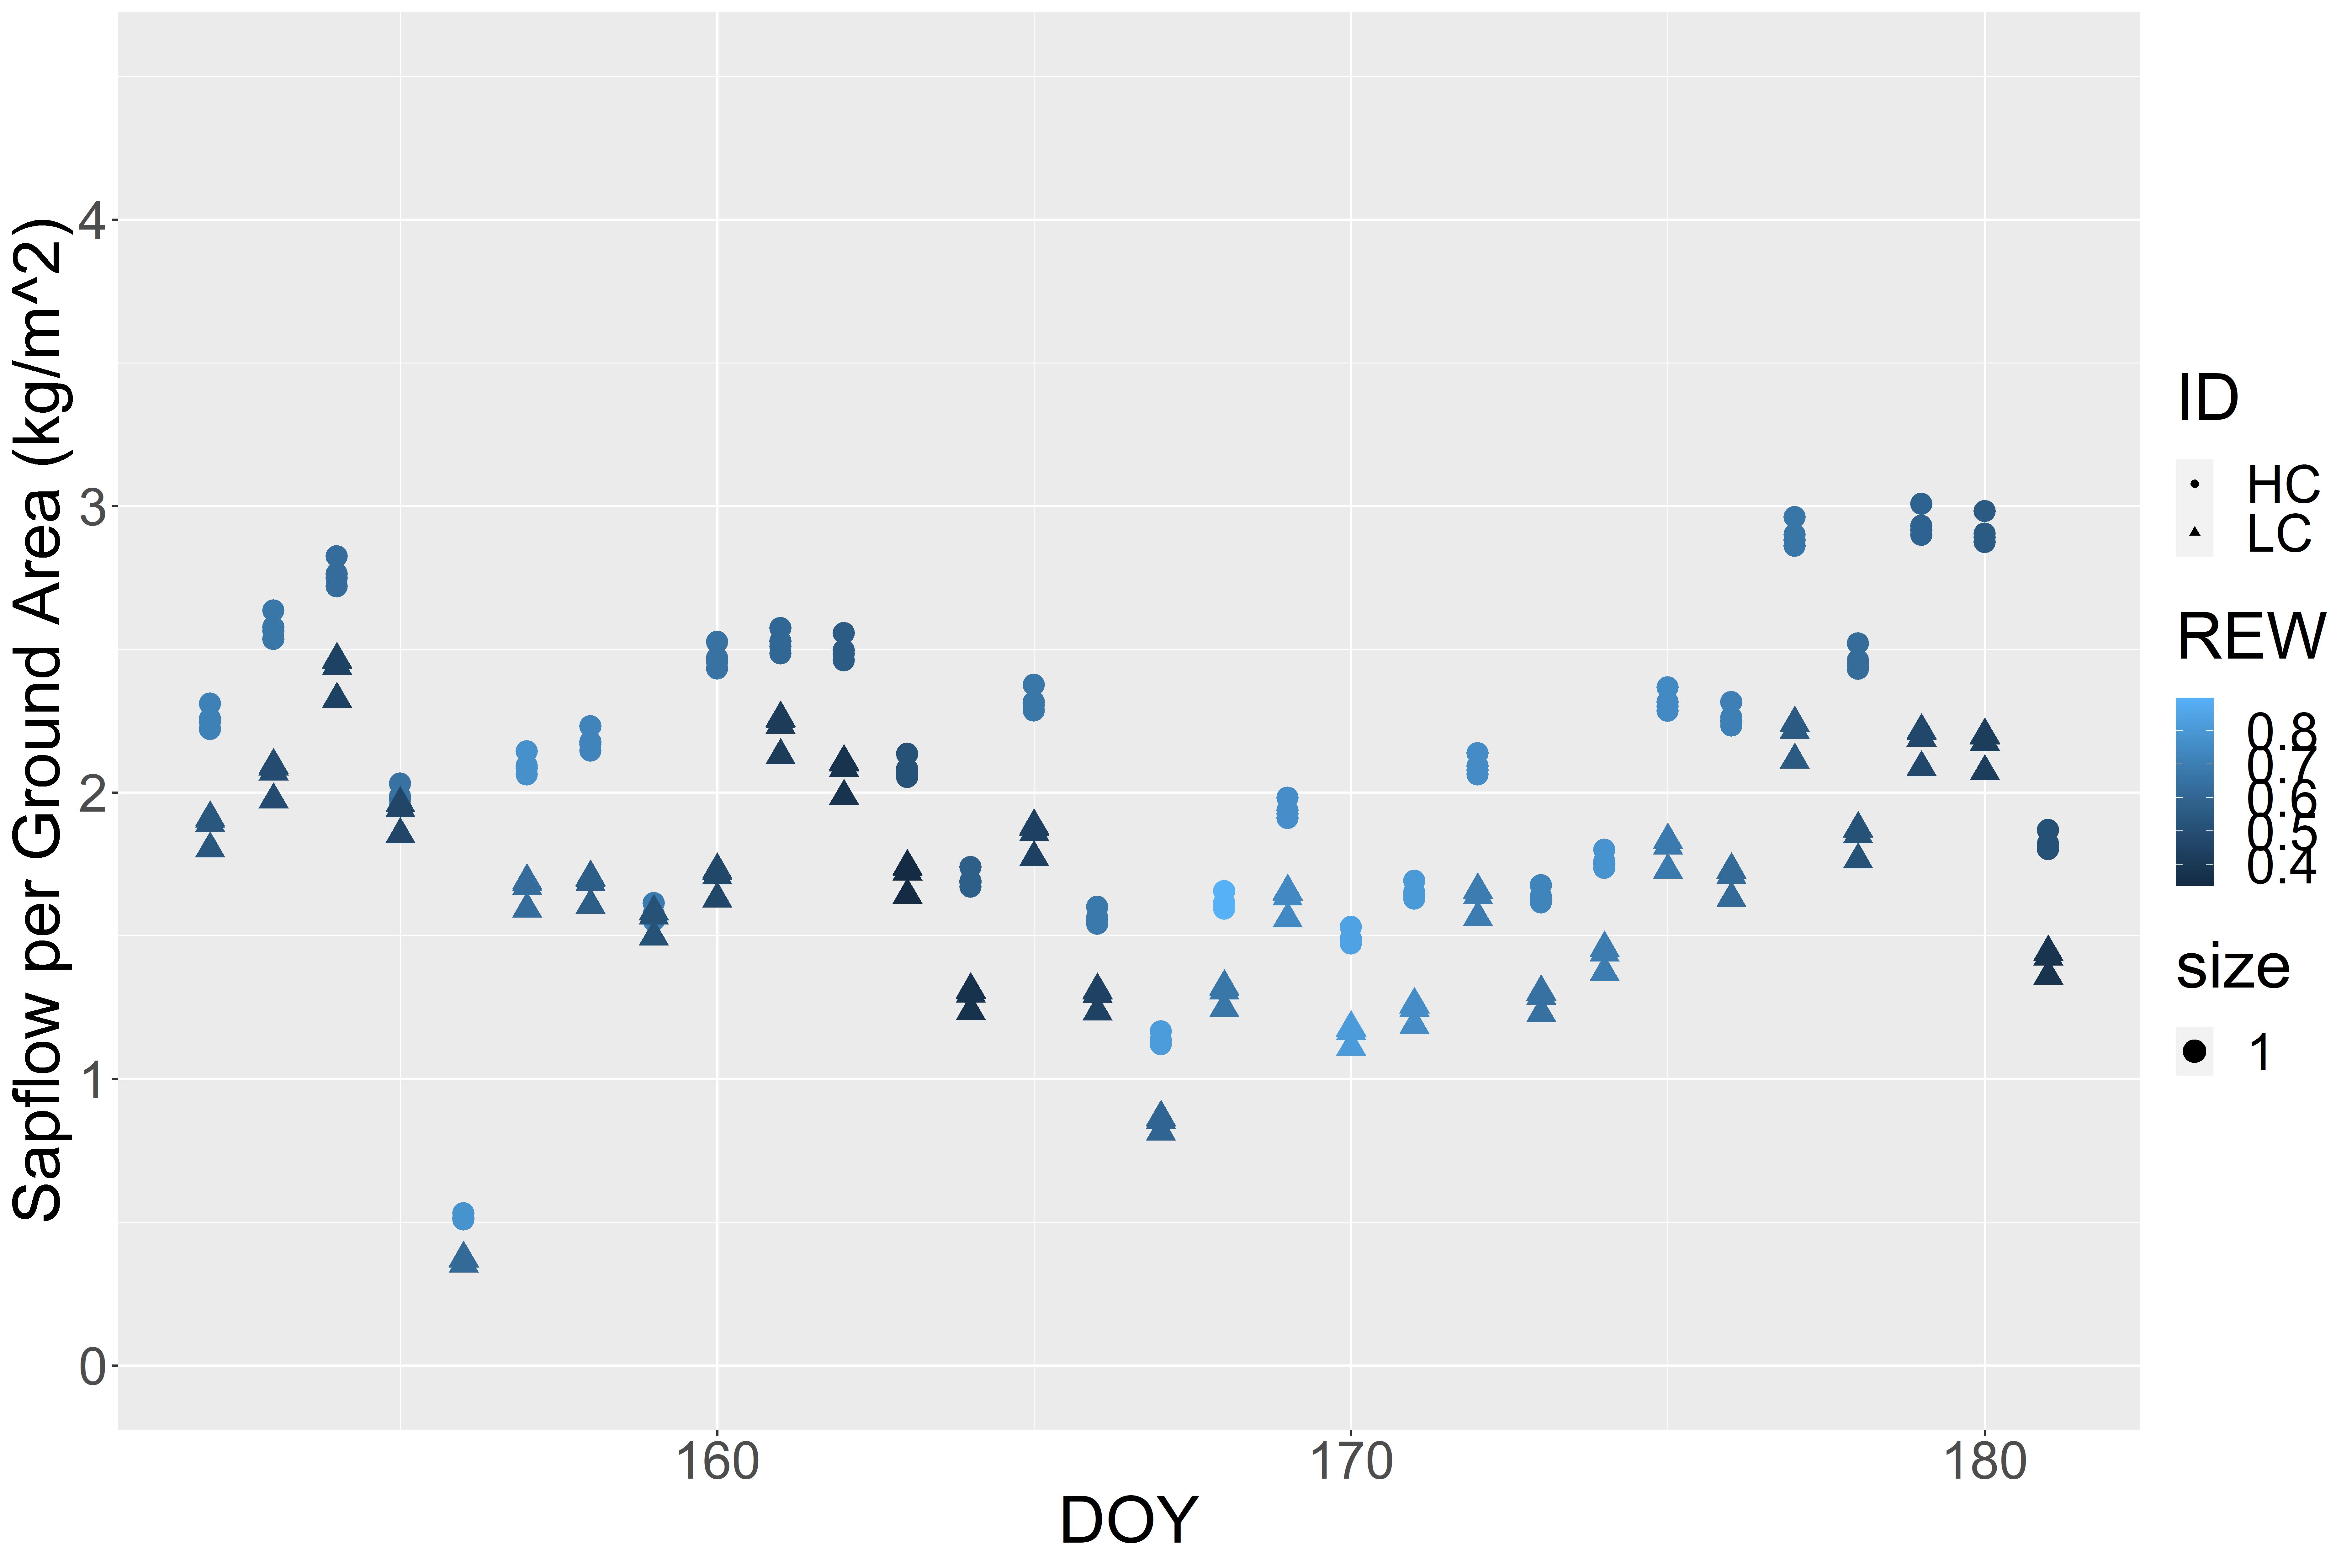 Sapflow per Ground Area (kg/m^2)
4
3
2
1
0
160 170 180
DOY
ID
HC
LC
REW
0.8
0.7
0.6
0.5
0.4
size
1